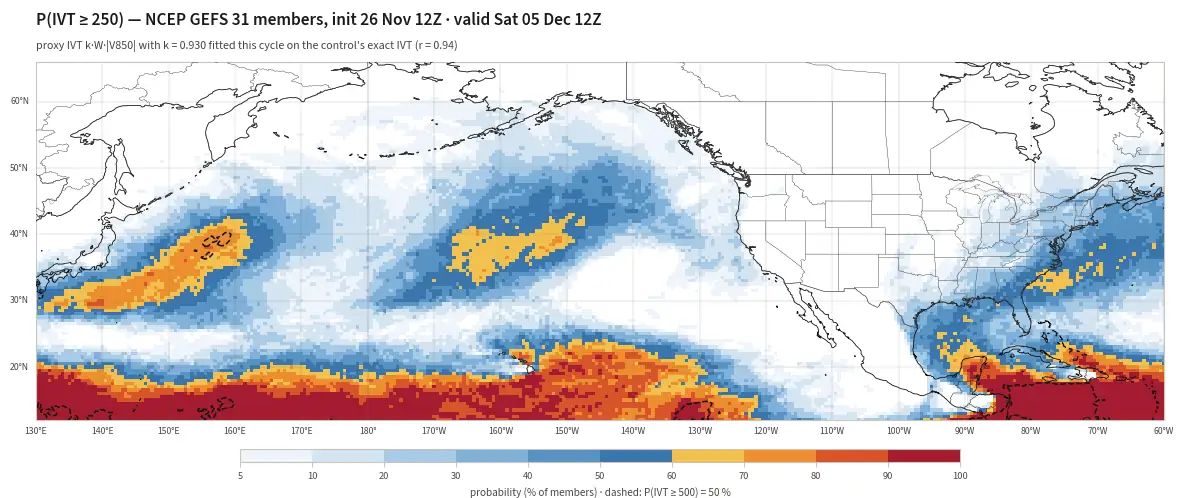 P(IVT ≥ 250) — NCEP GEFS 31 members, init 26 Nov 12Z · valid Sat 05 Dec 12Z
proxy IVT k·W·|V850| with k = 0.930 fitted this cycle on the control's exact IVT (r = 0.94)
60°N
50°N
40°N
30°N
20°N
130°E 140°E 150°E 160°E 170°E 180° 170°W 160°W 150°W 140°W 130°W 120°W 110°W 100°W 90°W 80°W 70°W 60°W
5 10 20 30 40 50 60 70 80 90 100
probability (% of members) · dashed: P(IVT ≥ 500) = 50 %